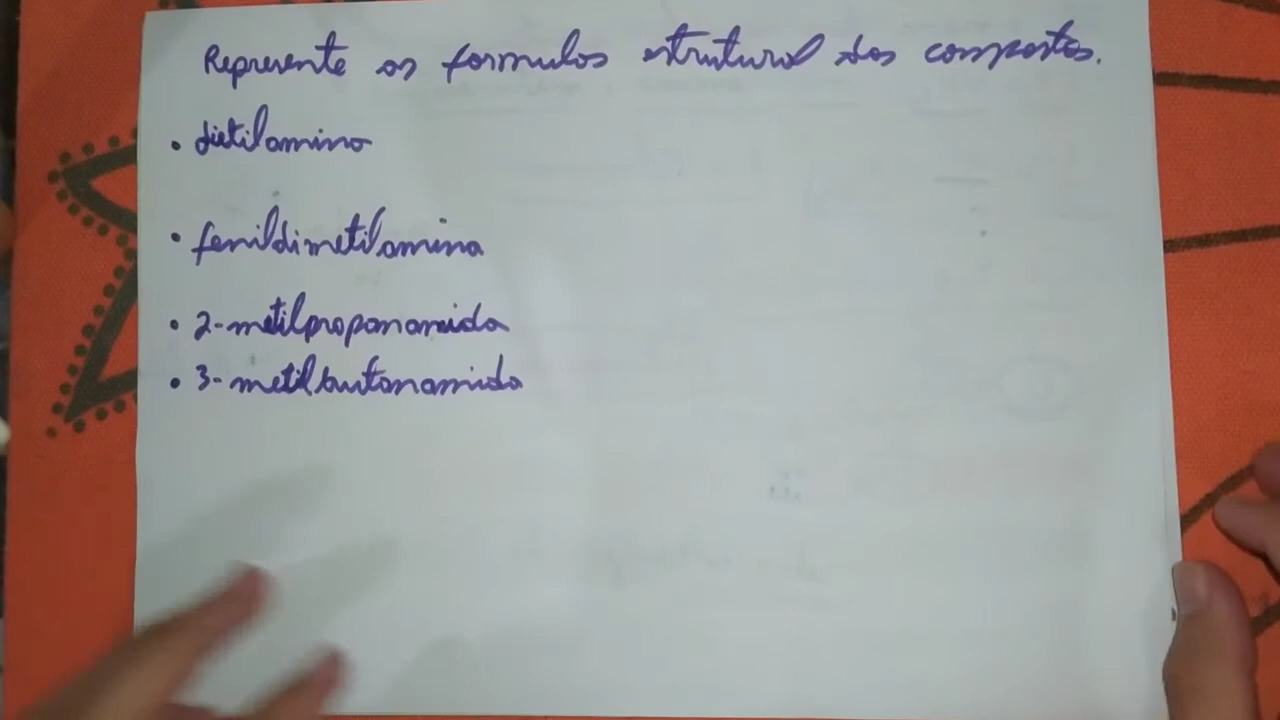 Represente as formulas estrutural dos compostos.
• dietilamina
• fenildimetilamina
• 2-metilpropanamida
• 3-metilbutanamida